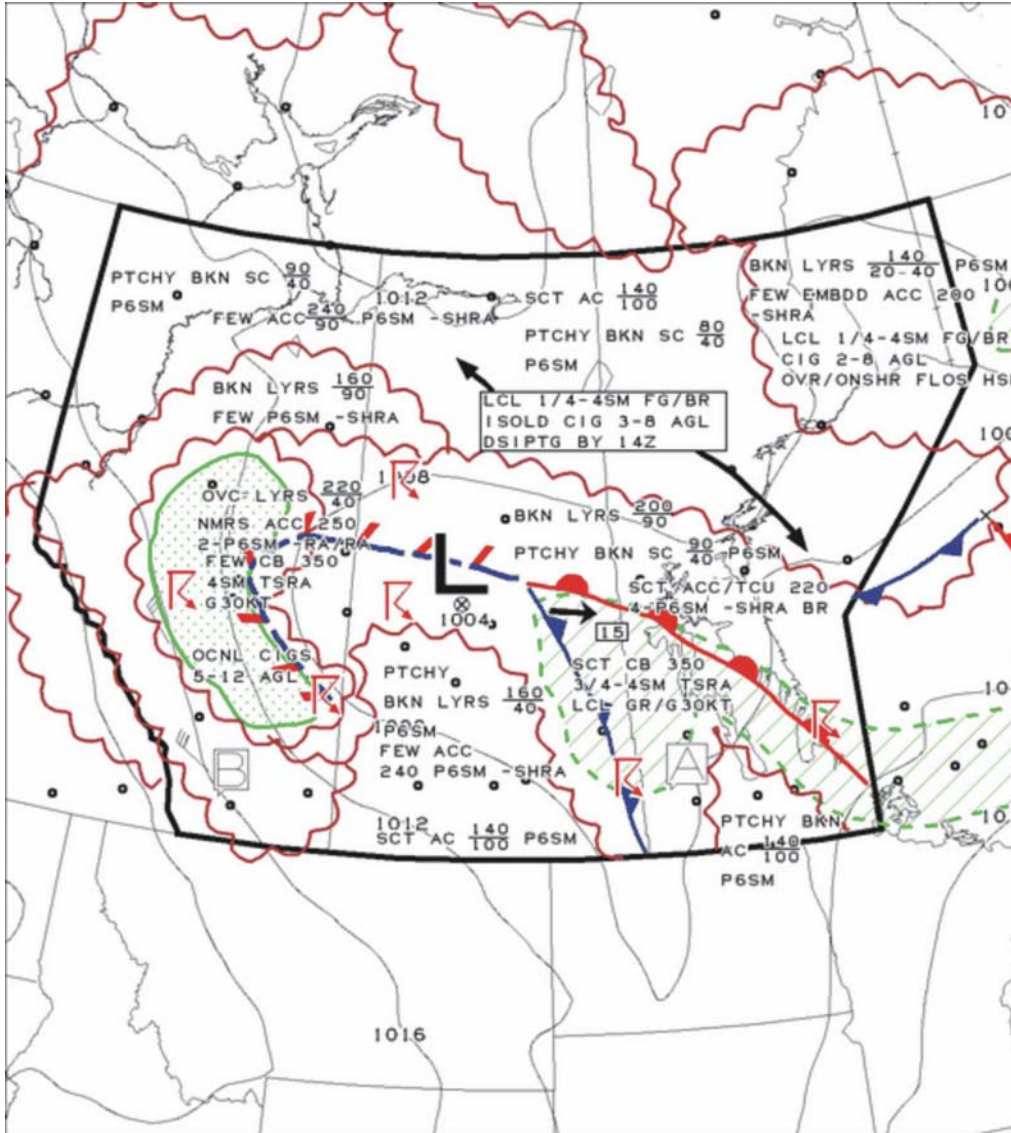 PTCHY BKN SC 90/40
P6SM
1012
FEW ACC 240/90 P6SM -SHRA
SCT AC 140/100
PTCHY BKN SC 80/40
P6SM
BKN LYRS 140/20-40 P6SM
FEW EMBDD ACC 200
-SHRA
LCL 1/4-4SM FG/BR
CIG 2-8 AGL
OVR/ONSHR FLOS HSN
BKN LYRS 160/90
FEW P6SM -SHRA
LCL 1/4-4SM FG/BR
ISOLD CIG 3-8 AGL
DSIPTG BY 14Z
OVC LYRS 220/40
NMRS ACC 250
2-P6SM -RA/RA
FEW CB 350
4SM TSRA
G30KT
OCNL CIGS
5-12 AGL
BKN LYRS 200/90
PTCHY BKN SC 90/40 P6SM
SCT ACC/TCU 220
4-P6SM -SHRA BR
L
1004
15
SCT CB 350
3/4-4SM TSRA
LCL GR/G30KT
PTCHY
BKN LYRS 160/40
P6SM
FEW ACC
240 P6SM -SHRA
B
A
1012
SCT AC 140/100 P6SM
PTCHY BKN
AC 140/100
P6SM
1016